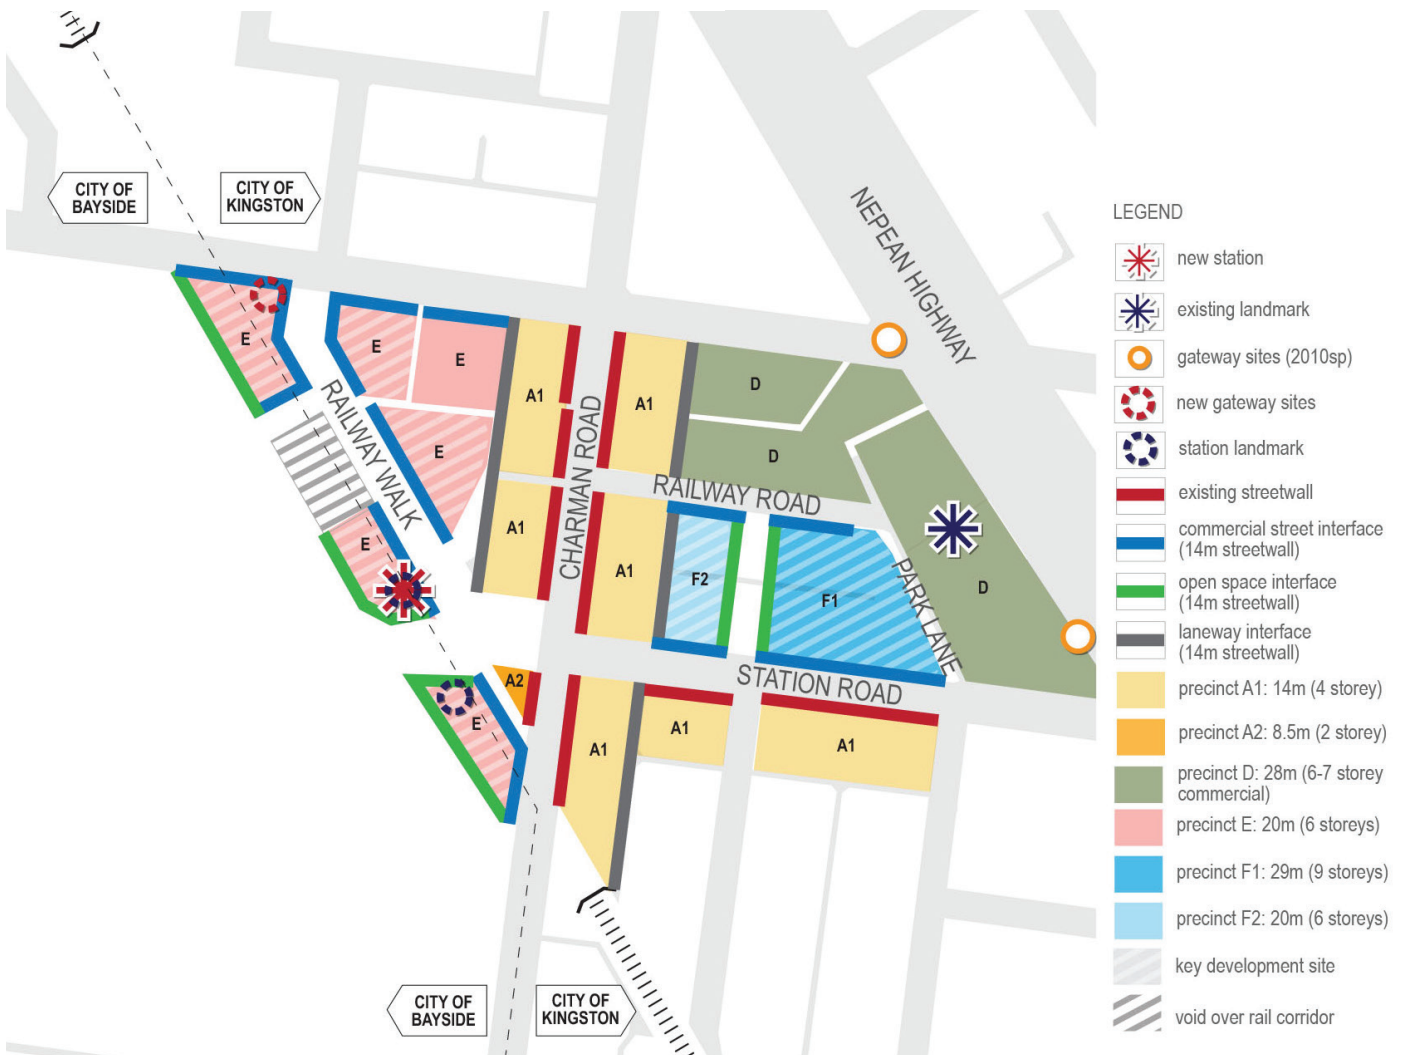 CITY OF
BAYSIDE
CITY OF
KINGSTON
NEPEAN HIGHWAY
E
E
E
A1
A1
D
RAILWAY WALK
CHARMAN ROAD
E
D
RAILWAY ROAD
A1
E
A1
F2
F1
PARK LANE
D
STATION ROAD
A2
E
A1
A1
A1
CITY OF
BAYSIDE
CITY OF
KINGSTON
LEGEND
new station
existing landmark
gateway sites (2010sp)
new gateway sites
station landmark
existing streetwall
commercial street interface
(14m streetwall)
open space interface
(14m streetwall)
laneway interface
(14m streetwall)
precinct A1: 14m (4 storey)
precinct A2: 8.5m (2 storey)
precinct D: 28m (6-7 storey
commercial)
precinct E: 20m (6 storeys)
precinct F1: 29m (9 storeys)
precinct F2: 20m (6 storeys)
key development site
void over rail corridor